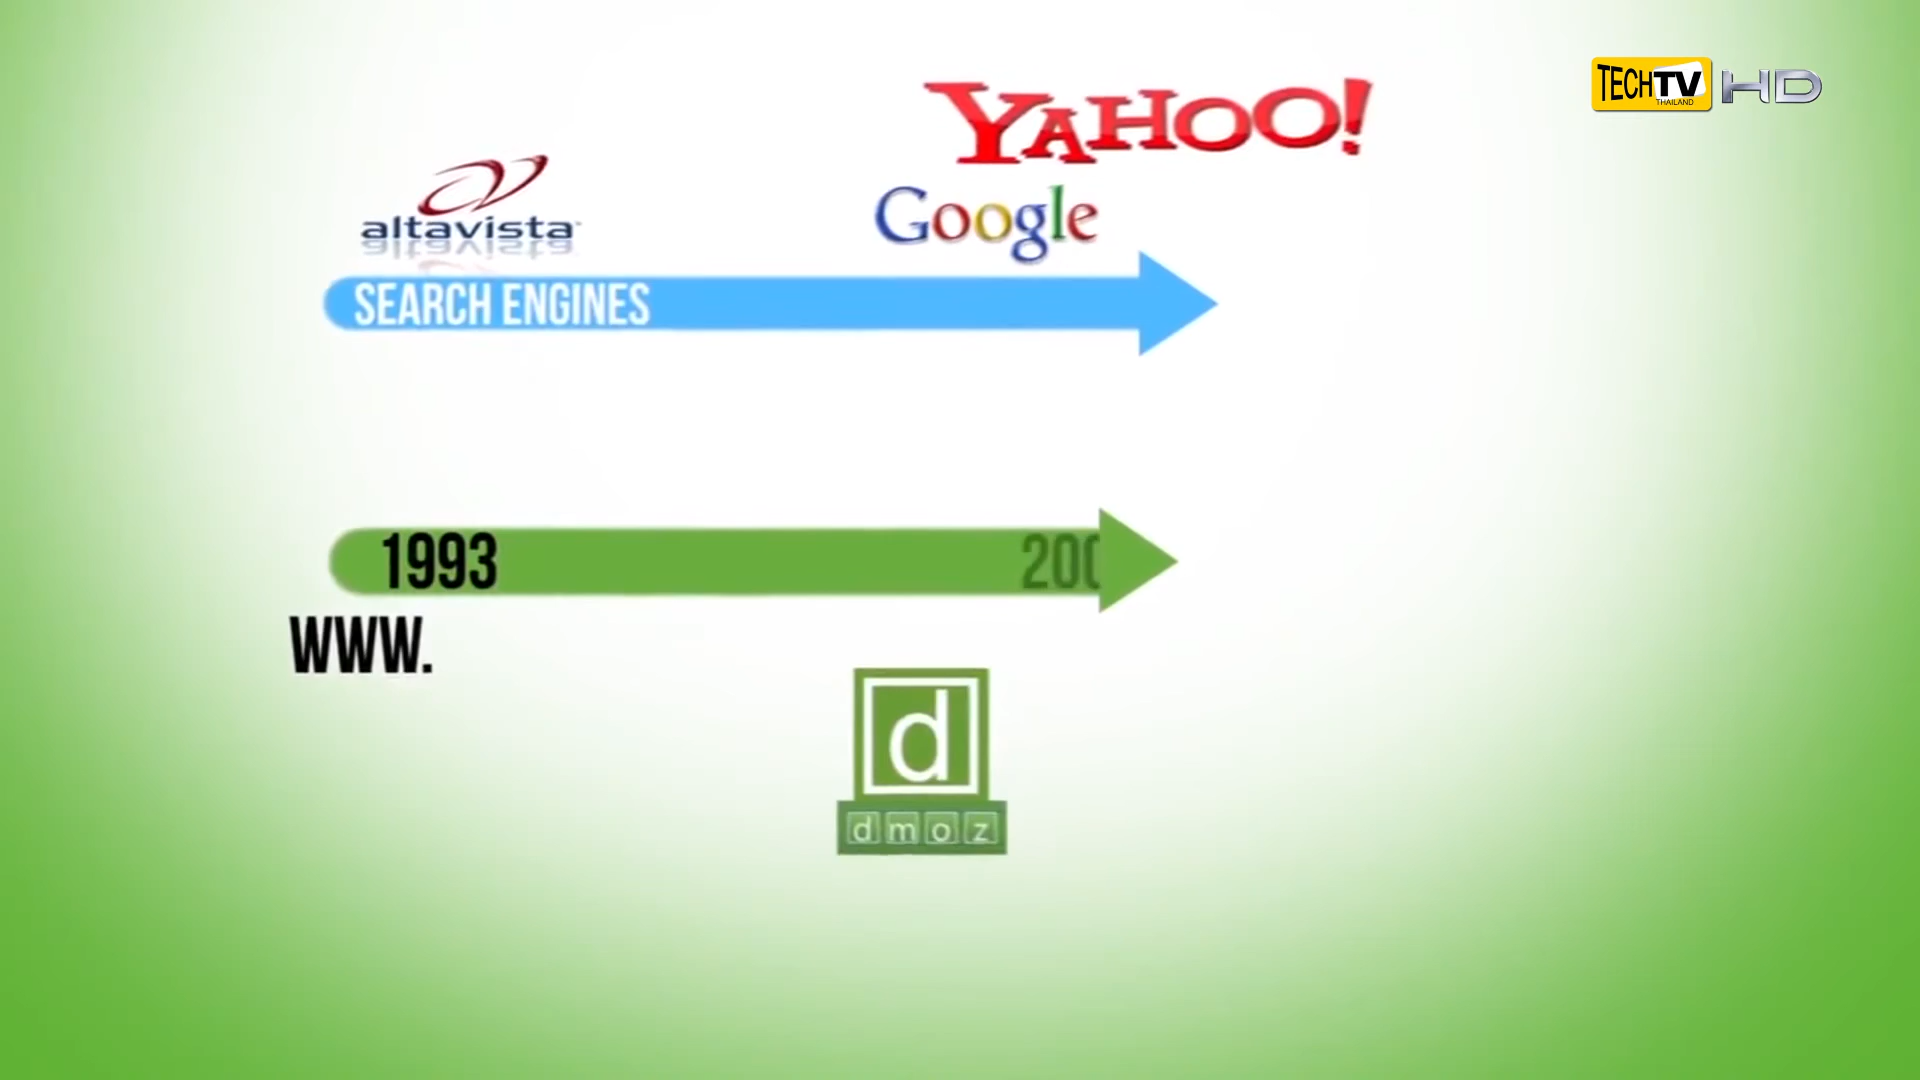 YAHOO!
TECHTV HD
THAILAND
altavista
Google
SEARCH ENGINES
1993
200
WWW.
d
dmoz